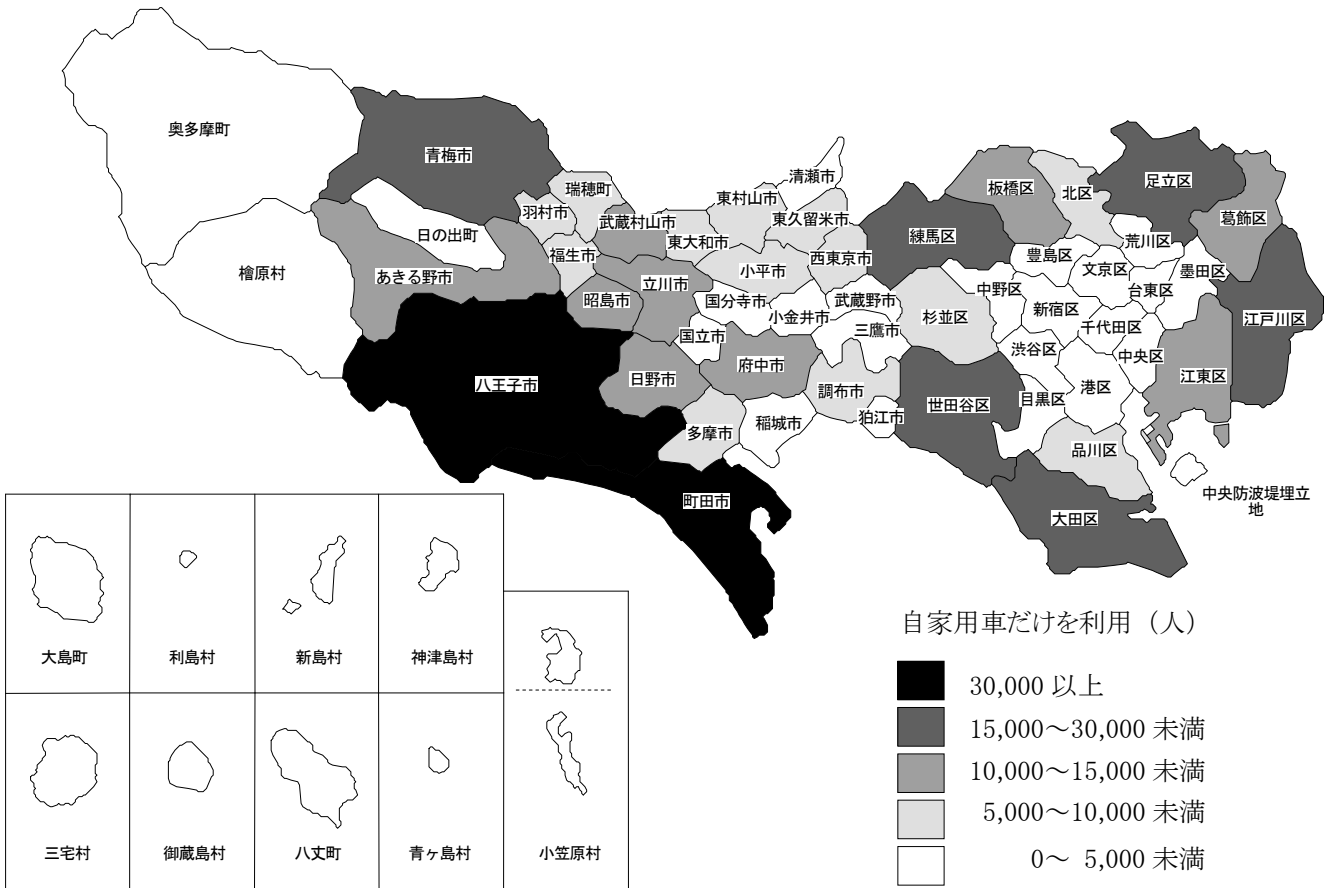 奥多摩町
青梅市
瑞穂町
羽村市
武蔵村山市
東村山市
清瀬市
東大和市
東久留米市
日の出町
檜原村
あきる野市
福生市
小平市
西東京市
練馬区
板橋区
北区
足立区
葛飾区
荒川区
豊島区
文京区
墨田区
台東区
昭島市
立川市
国分寺市
小金井市
武蔵野市
三鷹市
国立市
杉並区
中野区
新宿区
千代田区
渋谷区
中央区
江東区
江戸川区
八王子市
日野市
府中市
調布市
狛江市
世田谷区
目黒区
港区
多摩市
稲城市
品川区
町田市
大田区
中央防波堤埋立
地
大島町
利島村
新島村
神津島村
三宅村
御蔵島村
八丈町
青ヶ島村
小笠原村
自家用車だけを利用（人）
30,000 以上
15,000～30,000 未満
10,000～15,000 未満
5,000～10,000 未満
0～ 5,000 未満